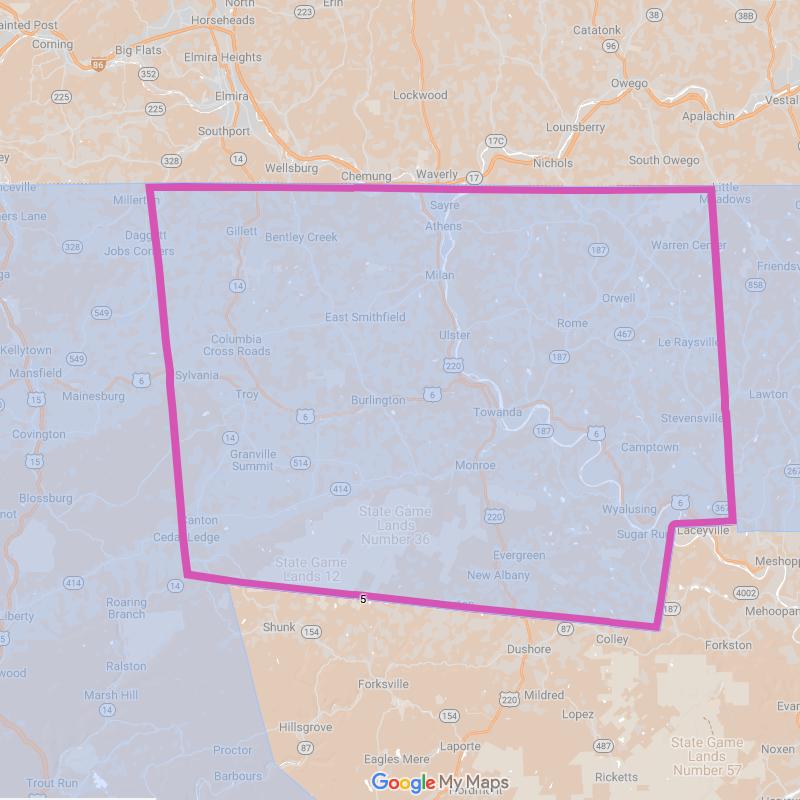 North
Erin
223
Horseheads
ainted Post
Corning
Big Flats
Elmira Heights
38
38B
Catatonk
96
86
352
225
225
Elmira
Lockwood
Owego
Vestal
Southport
Apalachin
Lounsberry
17C
328
14
Wellsburg
Chemung
Waverly
17
Nichols
South Owego
nceville
Millerton
Little
Meadows
ners Lane
328
Daggett
Jobs Corners
Gillett
Bentley Creek
Sayre
Athens
187
Warren Center
Friendsv
858
Milan
14
Orwell
549
East Smithfield
Rome
467
Columbia
Cross Roads
Ulster
Le Raysville
Kellytown
549
187
220
Mansfield
6
Sylvania
Mainesburg
15
Troy
6
Burlington
6
Lawton
Towanda
Stevensville
Covington
14
187
6
Camptown
15
Granville
Summit
514
Monroe
267
Blossburg
414
Wyalusing
6
367
State Game
Lands
Number 36
220
not
Canton
Cedar Ledge
Sugar Run
Laceyville
Evergreen
State Game
Lands 12
New Albany
Meshopp
414
14
4002
Roaring
Branch
5
187
Mehoopan
Liberty
Shunk
154
87
Colley
Forkston
Dushore
Ralston
Forksville
Marsh Hill
14
220
Mildred
154
Lopez
Evar
Hillsgrove
87
Laporte
487
State Game
Lands
Number 57
Noxen
Proctor
Barbours
Eagles Mere
Ricketts
Trout Run
Google My Maps